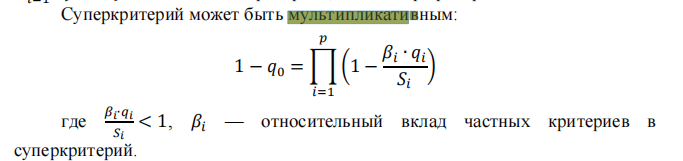 Суперкритерий может быть мультипликативным:
1 − q₀ = ∏ᵢ₌₁ᵖ (1 − βᵢ · qᵢ / Sᵢ)
где βᵢ·qᵢ / Sᵢ < 1, βᵢ — относительный вклад частных критериев в
суперкритерий.